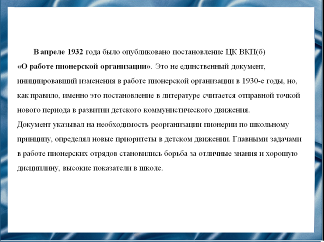 В апреле 1932 года было опубликовано постановление ЦК ВКП(б)
«О работе пионерской организации». Это не единственный документ,
инициировавший изменения в работе пионерской организации в 1930-е годы, но,
как правило, именно это постановление в литературе считается отправной точкой
нового периода в развитии детского коммунистического движения.
Документ указывал на необходимость реорганизации пионерии по школьному
принципу, определял новые приоритеты в детском движении. Главными задачами
в работе пионерских отрядов становились борьба за отличные знания и хорошую
дисциплину, высокие показатели в школе.